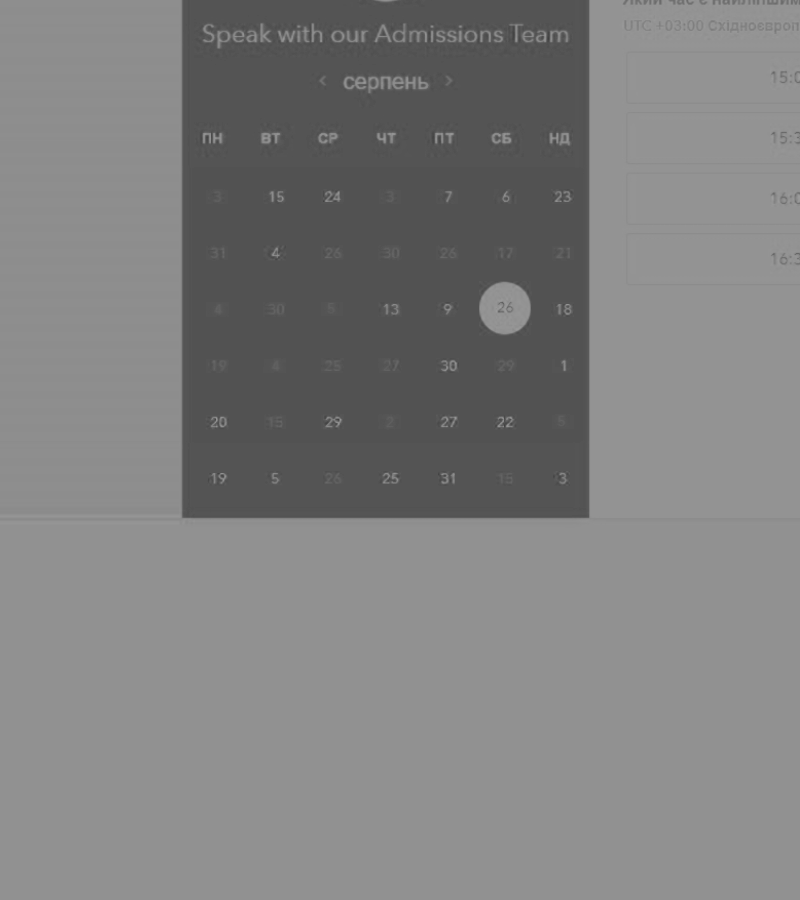 Speak with our Admissions Team
Який час є найліпшим
UTC +03:00 Східноєвроп
< серпень >
15:0
ПН ВТ СР ЧТ ПТ СБ НД
15:3
3 15 24 3 7 6 23
16:0
31 4 26 30 26 17 21
16:3
4 30 5 13 9 26 18
19 4 25 27 30 29 1
20 15 29 2 27 22 5
19 5 26 25 31 15 3